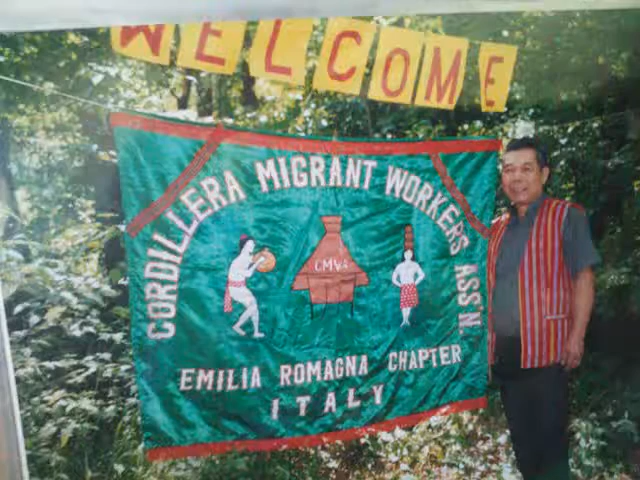 WELCOME
CORDILLERA MIGRANT WORKERS ASS'N.
CMWA
EMILIA ROMAGNA CHAPTER
ITALY